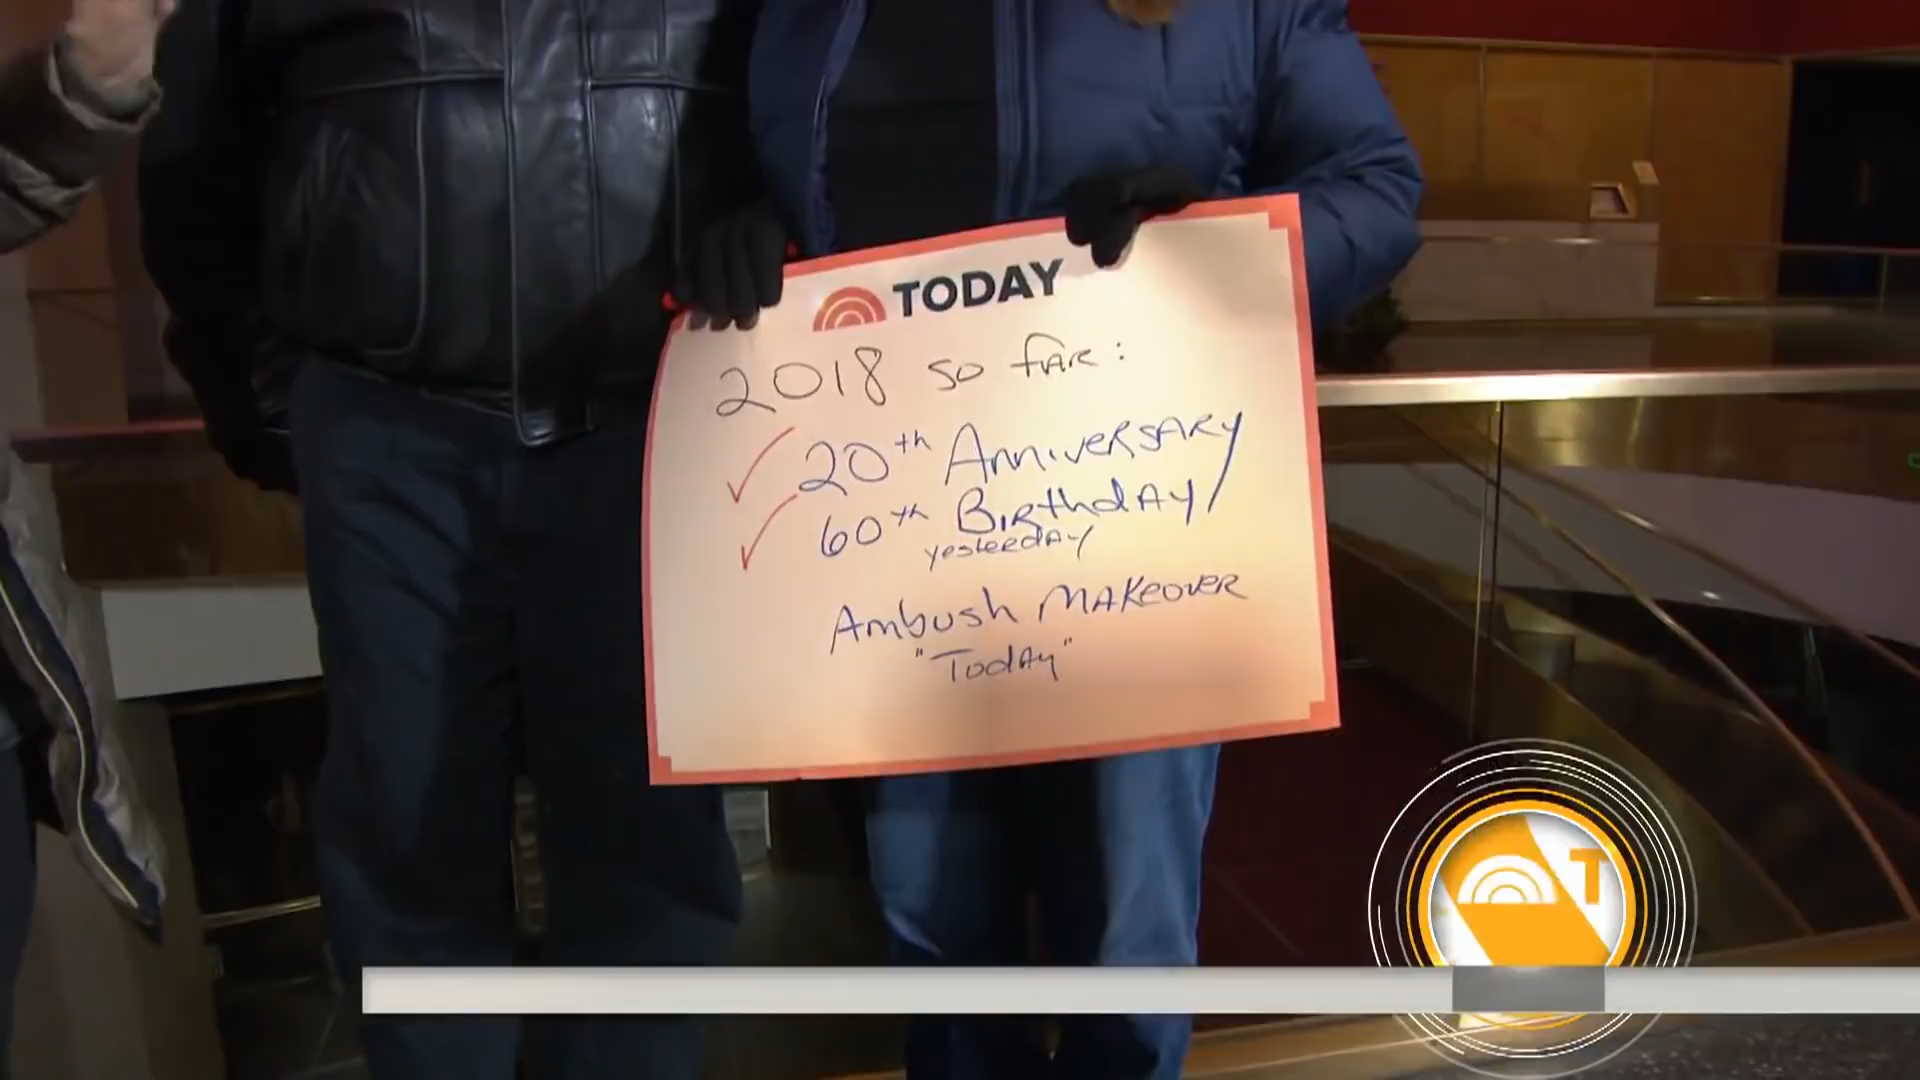 TODAY
2018 so far:
✓ 20th Anniversary
✓ 60th Birthday
yesterday
Ambush Makeover
"Today"
T